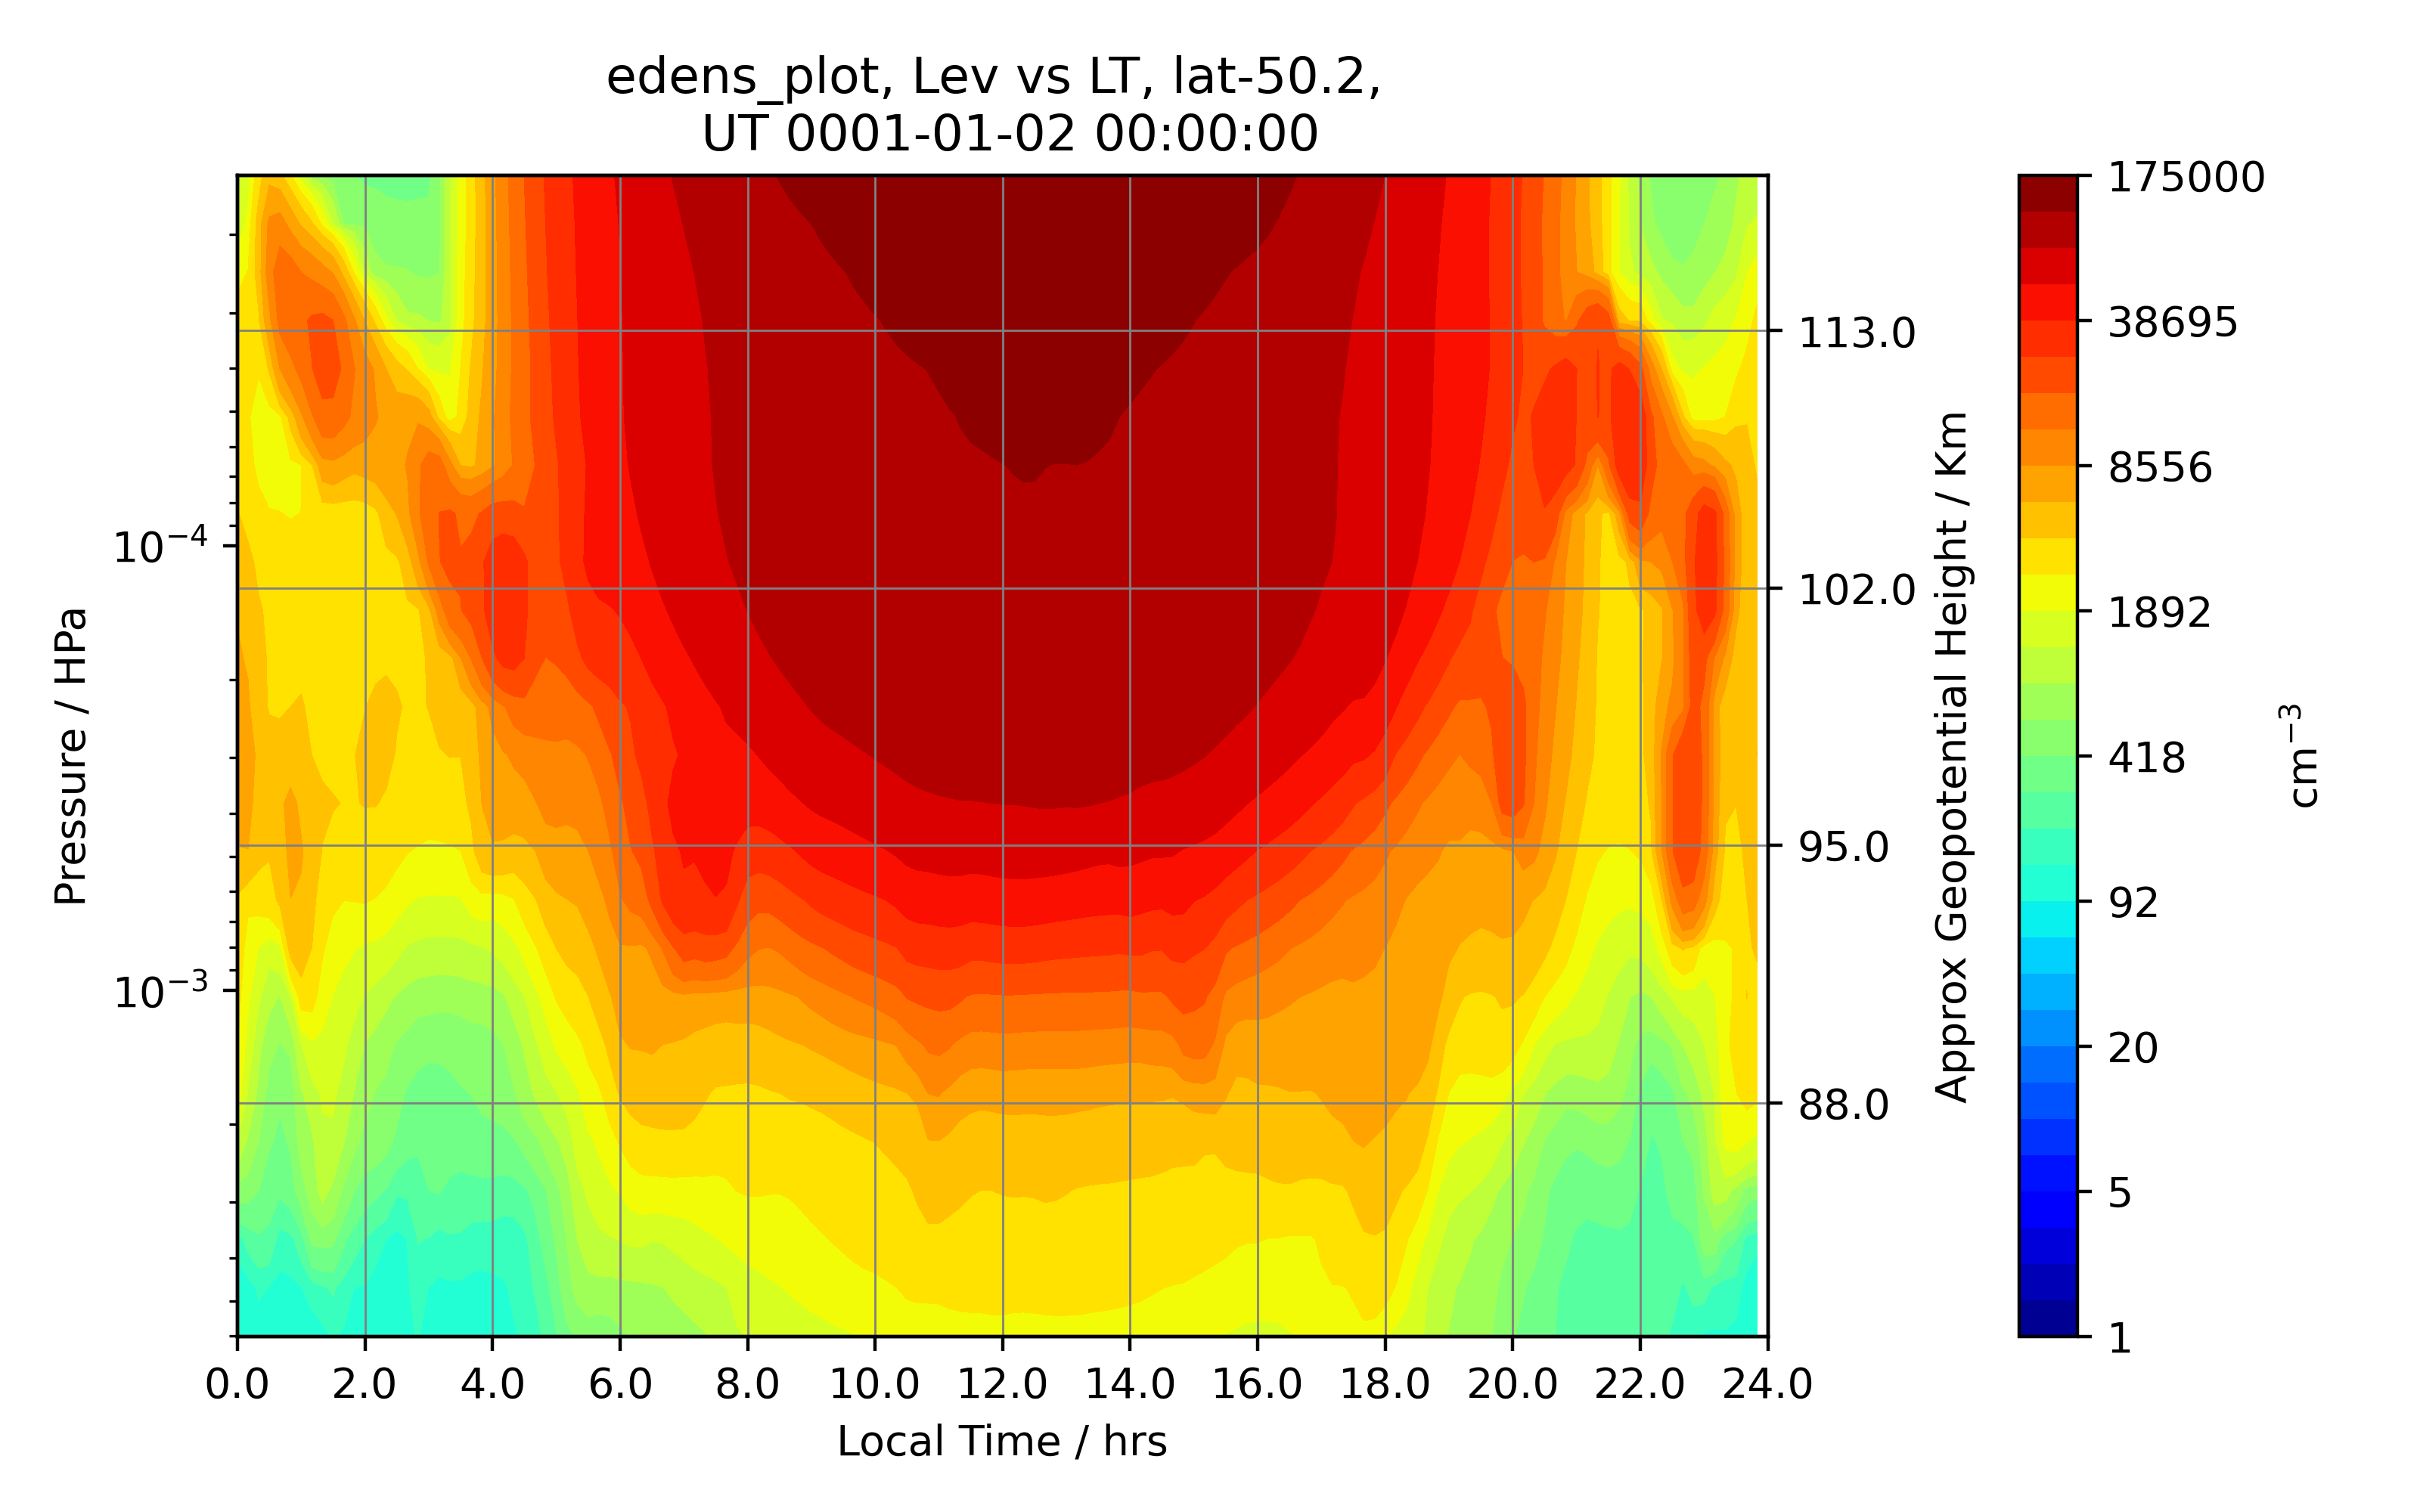 edens_plot, Lev vs LT, lat-50.2,
UT 0001-01-02 00:00:00
Pressure / HPa
10⁻⁴
10⁻³
0.0 2.0 4.0 6.0 8.0 10.0 12.0 14.0 16.0 18.0 20.0 22.0 24.0
Local Time / hrs
113.0
102.0
95.0
88.0
Approx Geopotential Height / Km
175000
38695
8556
1892
418
92
20
5
1
cm⁻³